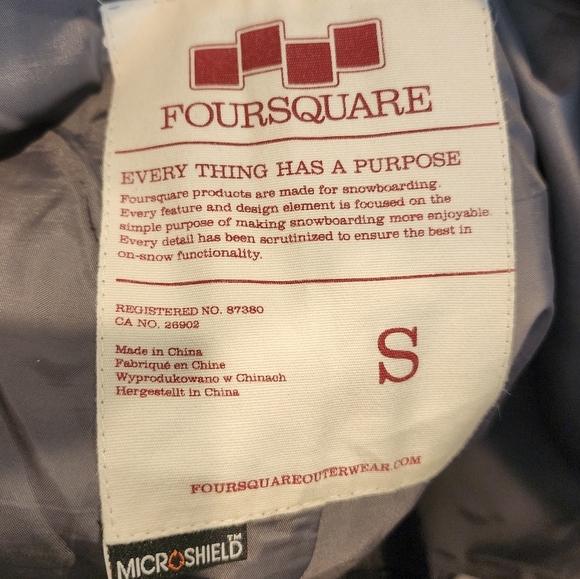 FOURSQUARE
EVERY THING HAS A PURPOSE
Foursquare products are made for snowboarding.
Every feature and design element is focused on the
simple purpose of making snowboarding more enjoyable.
Every detail has been scrutinized to ensure the best in
on-snow functionality.
REGISTERED NO. 87380
CA NO. 26902
Made in China
Fabriqué en Chine
Wyprodukowano w Chinach
Hergestellt in China
S
FOURSQUAREOUTERWEAR.COM
MICROSHIELD™